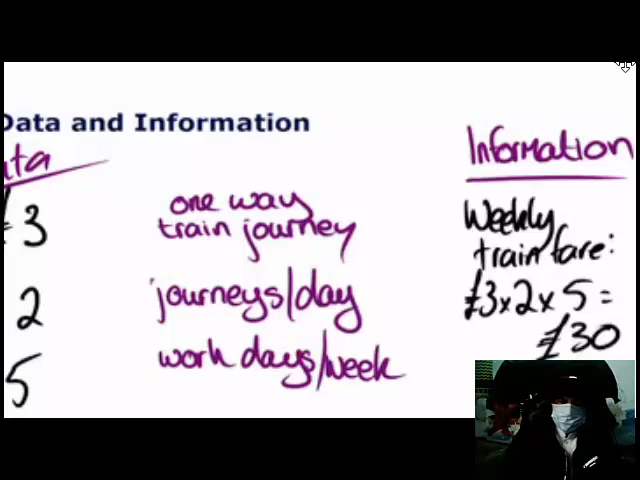 Data and Information
ata
Information
£3
one way
train journey
2
journeys/day
5
work days/week
Weekly
train fare:
£3x2x5=
£30